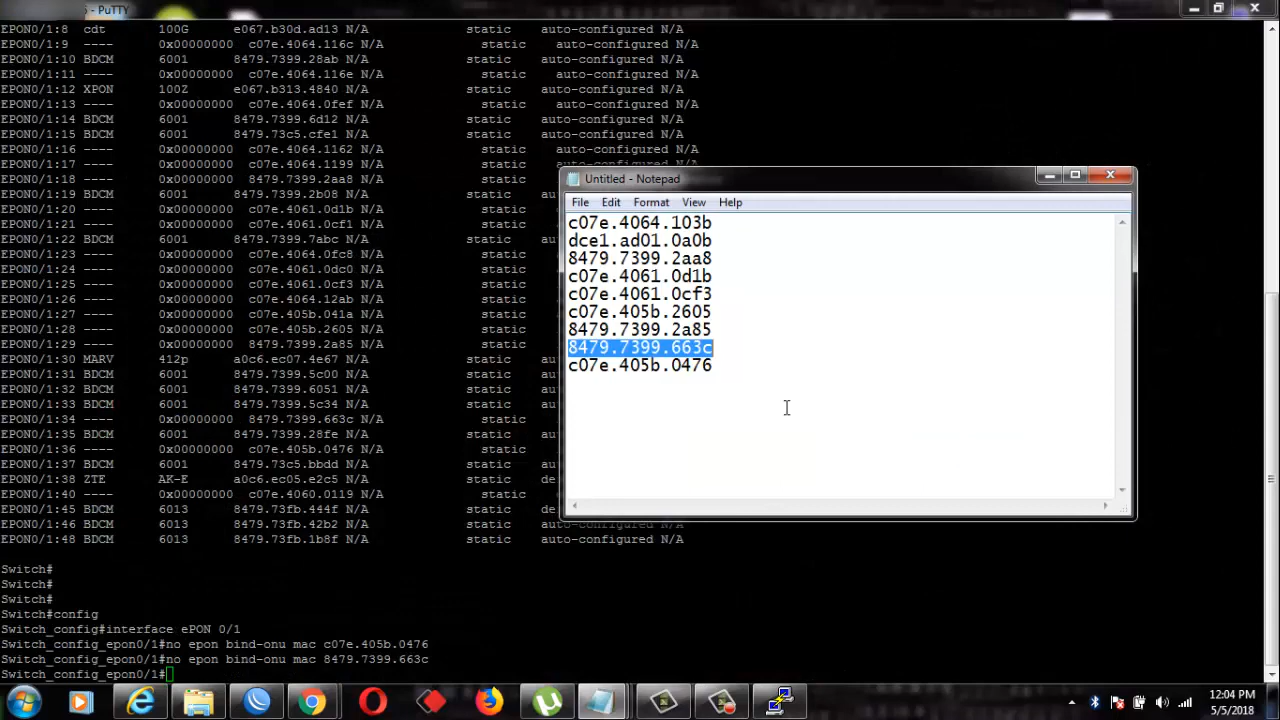 - PuTTY
EPON0/1:8 cdt 100G e067.b30d.ad13 N/A static auto-configured N/A
EPON0/1:9 ---- 0x00000000 c07e.4064.116c N/A static auto-configured N/A
EPON0/1:10 BDCM 6001 8479.7399.28ab N/A static auto-configured N/A
EPON0/1:11 ---- 0x00000000 c07e.4064.116e N/A static auto-configured N/A
EPON0/1:12 XPON 100Z e067.b313.4840 N/A static auto-configured N/A
EPON0/1:13 ---- 0x00000000 c07e.4064.0fef N/A static auto-configured N/A
EPON0/1:14 BDCM 6001 8479.7399.6d12 N/A static auto-configured N/A
EPON0/1:15 BDCM 6001 8479.73c5.cfe1 N/A static auto-configured N/A
EPON0/1:16 ---- 0x00000000 c07e.4064.1162 N/A static auto-configured N/A
EPON0/1:17 ---- 0x00000000 c07e.4064.1199 N/A static auto-configured N/A
EPON0/1:18 ---- 0x00000000 8479.7399.2aa8 N/A static
EPON0/1:19 BDCM 6001 8479.7399.2b08 N/A static
EPON0/1:20 ---- 0x00000000 c07e.4061.0d1b N/A static
EPON0/1:21 ---- 0x00000000 c07e.4061.0cf1 N/A static
EPON0/1:22 BDCM 6001 8479.7399.7abc N/A static
EPON0/1:23 ---- 0x00000000 c07e.4064.0fc8 N/A static
EPON0/1:24 ---- 0x00000000 c07e.4061.0dc0 N/A static
EPON0/1:25 ---- 0x00000000 c07e.4061.0cf3 N/A static
EPON0/1:26 ---- 0x00000000 c07e.4064.12ab N/A static
EPON0/1:27 ---- 0x00000000 c07e.405b.041a N/A static
EPON0/1:28 ---- 0x00000000 c07e.405b.2605 N/A static
EPON0/1:29 ---- 0x00000000 8479.7399.2a85 N/A static
EPON0/1:30 MARV 412p a0c6.ec07.4e67 N/A static au
EPON0/1:31 BDCM 6001 8479.7399.5c00 N/A static au
EPON0/1:32 BDCM 6001 8479.7399.6051 N/A static au
EPON0/1:33 BDCM 6001 8479.7399.5c34 N/A static au
EPON0/1:34 ---- 0x00000000 8479.7399.663c N/A static
EPON0/1:35 BDCM 6001 8479.7399.28fe N/A static au
EPON0/1:36 ---- 0x00000000 c07e.405b.0476 N/A static
EPON0/1:37 BDCM 6001 8479.73c5.bbdd N/A static au
EPON0/1:38 ZTE AK-E a0c6.ec05.e2c5 N/A static de
EPON0/1:40 ---- 0x00000000 c07e.4060.0119 N/A static
EPON0/1:45 BDCM 6013 8479.73fb.444f N/A static de
EPON0/1:46 BDCM 6013 8479.73fb.42b2 N/A static auto-configured N/A
EPON0/1:48 BDCM 6013 8479.73fb.1b8f N/A static auto-configured N/A
Switch#
Switch#
Switch#
Switch#config
Switch_config#interface ePON 0/1
Switch_config_epon0/1#no epon bind-onu mac c07e.405b.0476
Switch_config_epon0/1#no epon bind-onu mac 8479.7399.663c
Switch_config_epon0/1#
Untitled - Notepad
File Edit Format View Help
c07e.4064.103b
dce1.ad01.0a0b
8479.7399.2aa8
c07e.4061.0d1b
c07e.4061.0cf3
c07e.405b.2605
8479.7399.2a85
8479.7399.663c
c07e.405b.0476
12:04 PM
5/5/2018